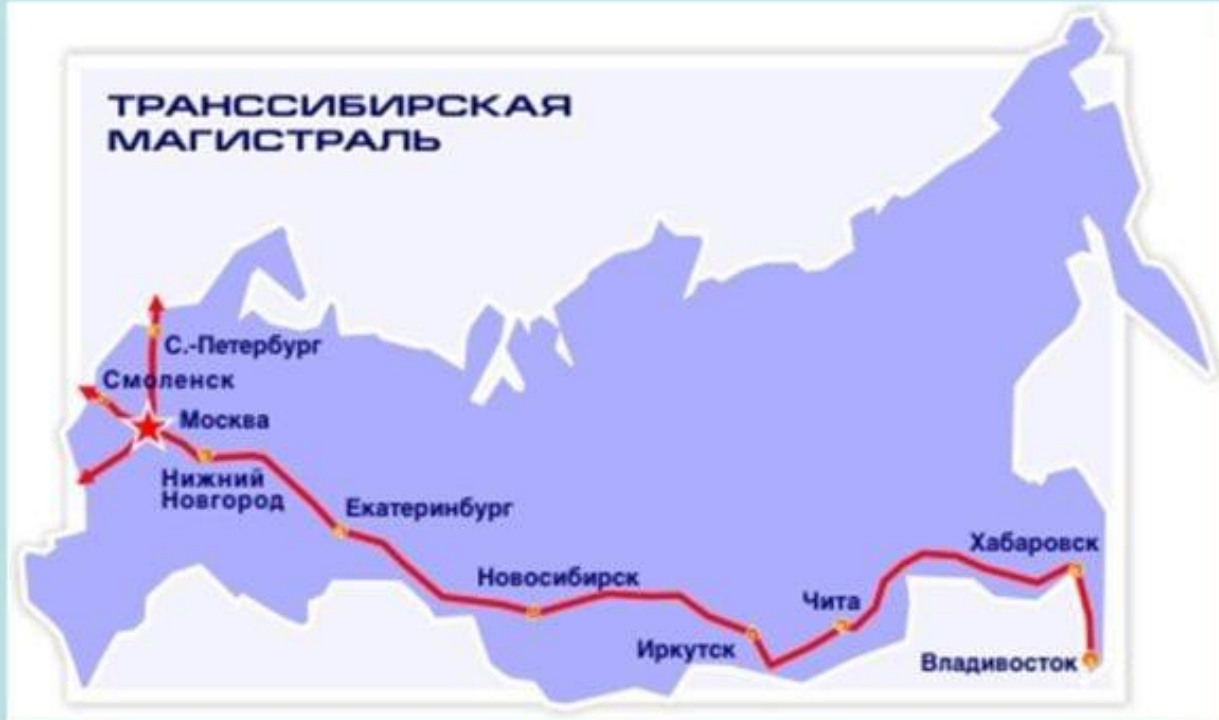 ТРАНССИБИРСКАЯ
МАГИСТРАЛЬ
С.-Петербург
Смоленск
Москва
Нижний
Новгород
Екатеринбург
Новосибирск
Иркутск
Чита
Хабаровск
Владивосток